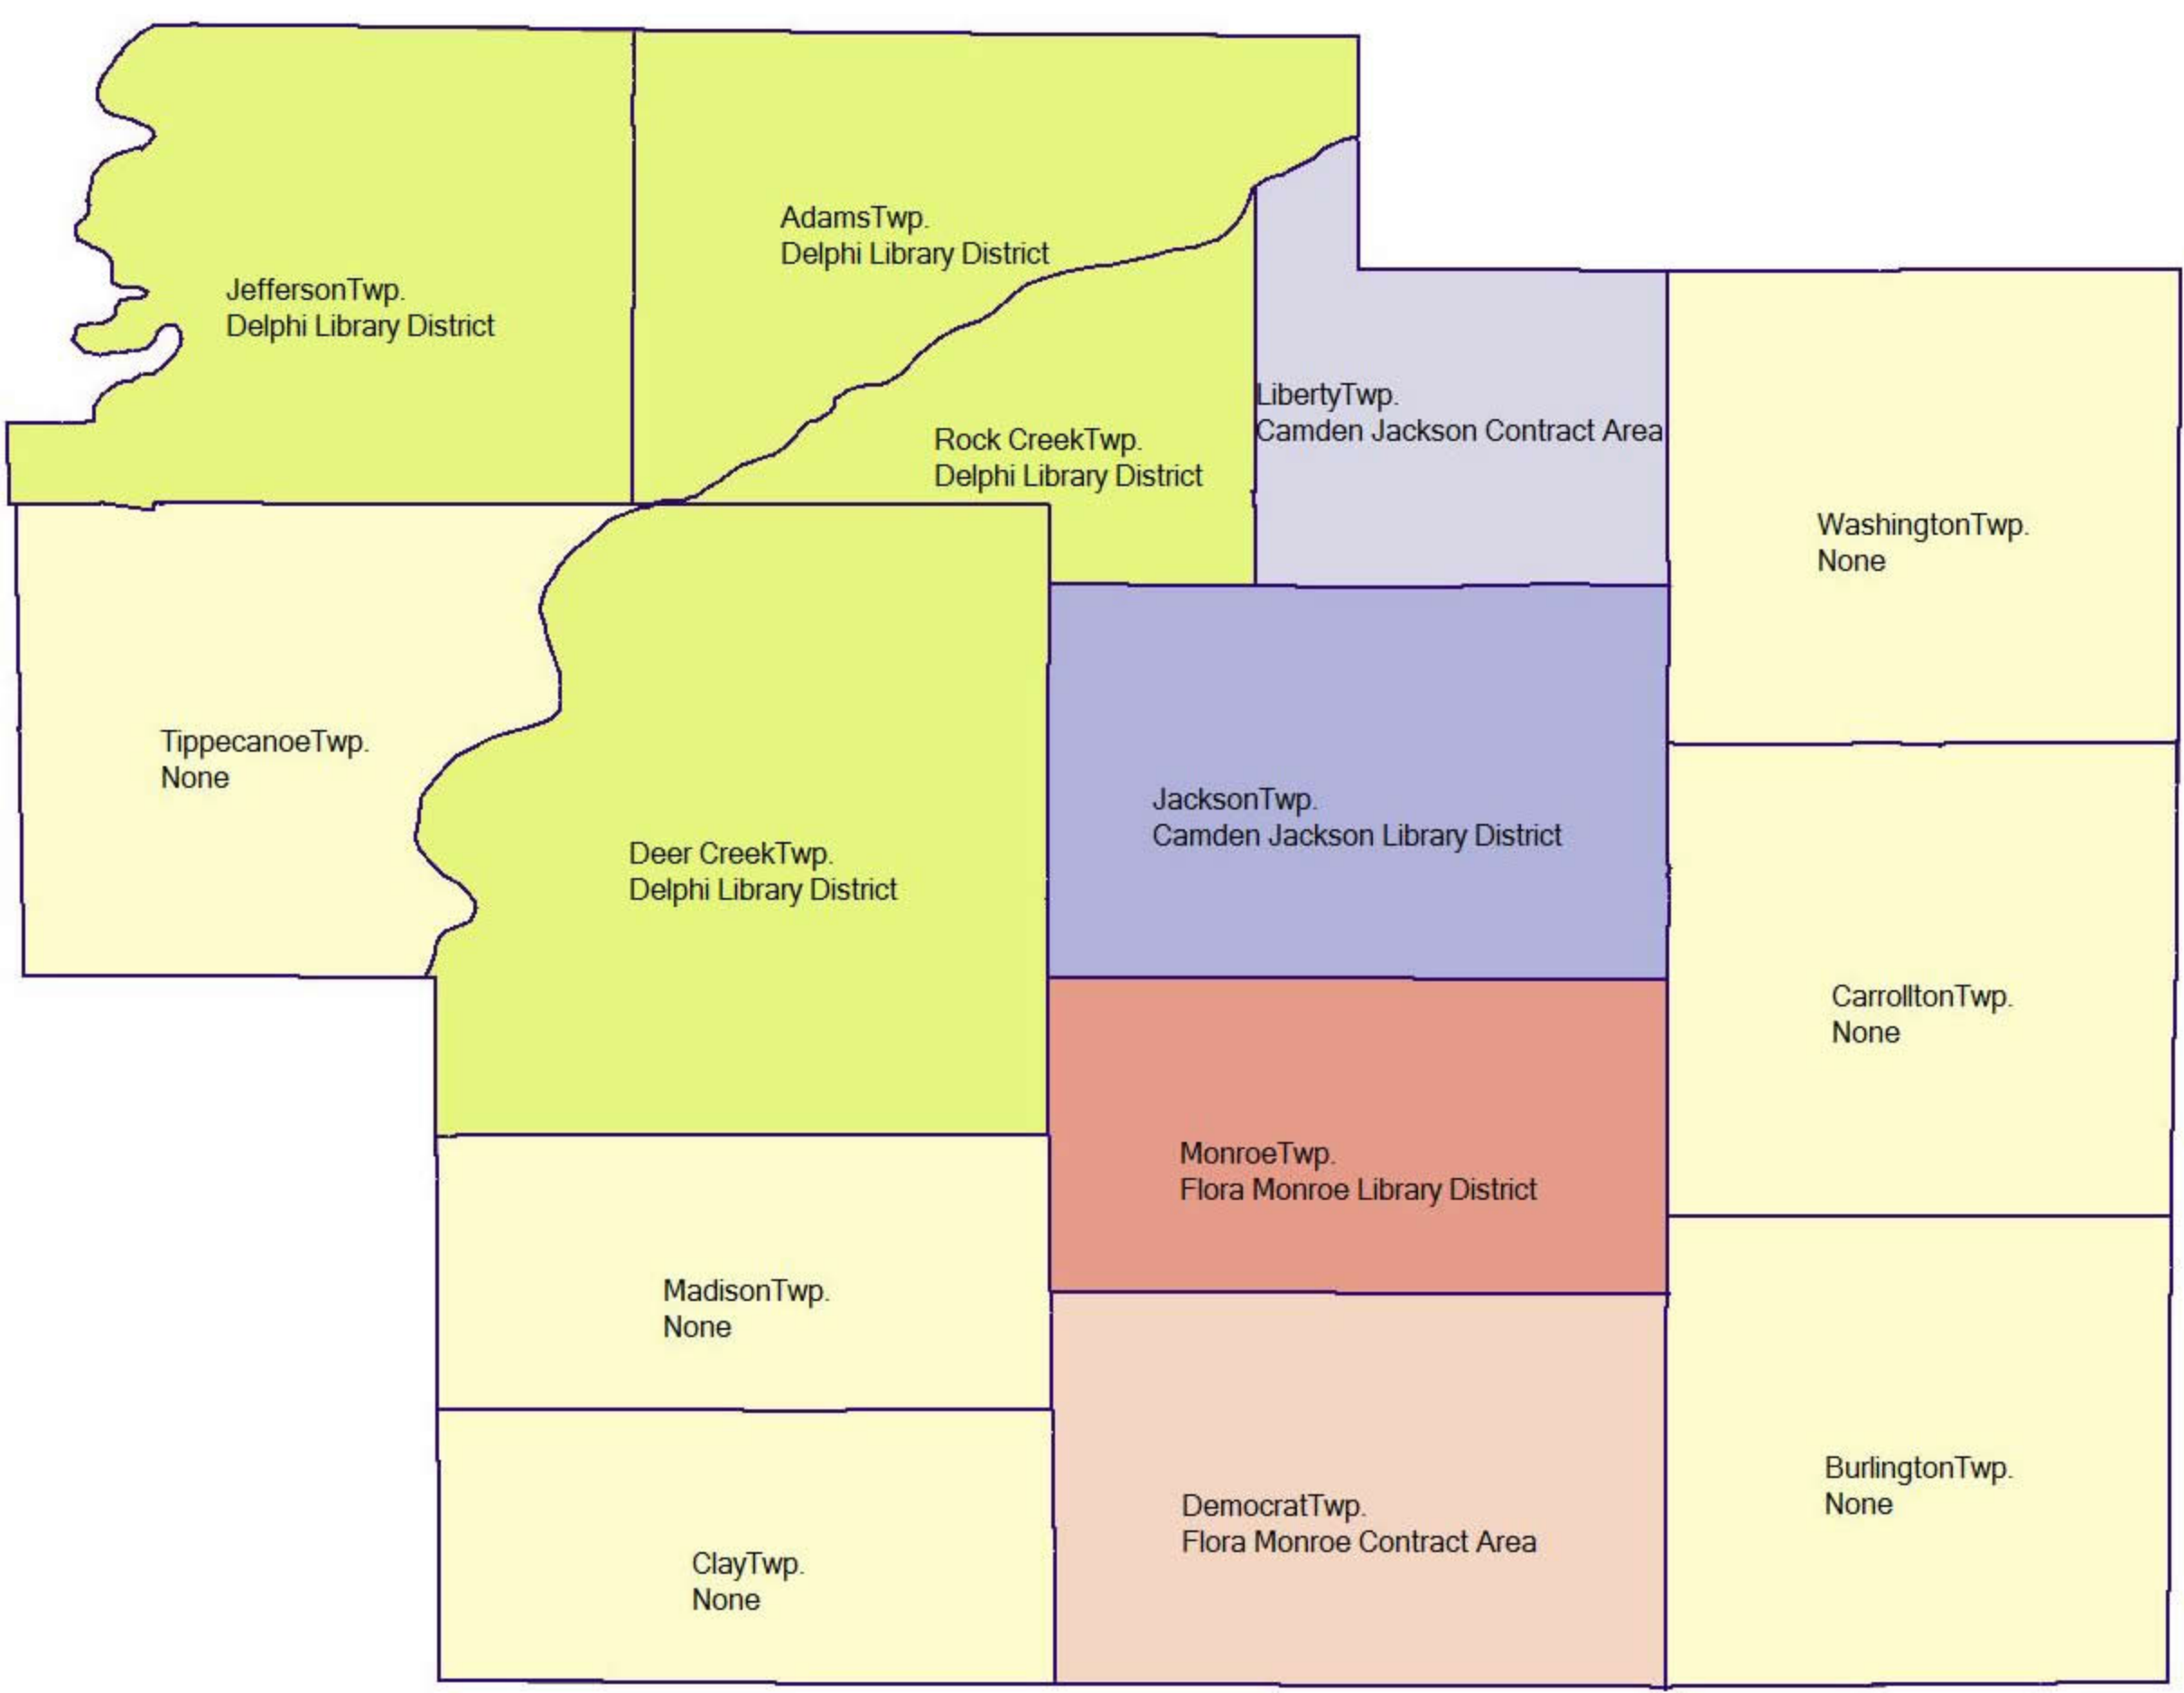 AdamsTwp.
Delphi Library District
JeffersonTwp.
Delphi Library District
LibertyTwp.
Camden Jackson Contract Area
Rock CreekTwp.
Delphi Library District
WashingtonTwp.
None
TippecanoeTwp.
None
JacksonTwp.
Camden Jackson Library District
Deer CreekTwp.
Delphi Library District
CarrolltonTwp.
None
MonroeTwp.
Flora Monroe Library District
MadisonTwp.
None
BurlingtonTwp.
None
DemocratTwp.
Flora Monroe Contract Area
ClayTwp.
None